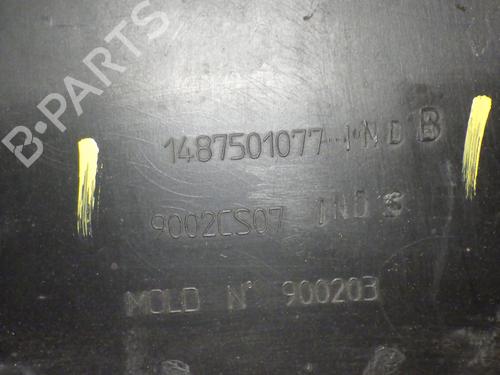 B-PARTS
1487501077 IND B
9002CS07 IND
MOLD N° 900203